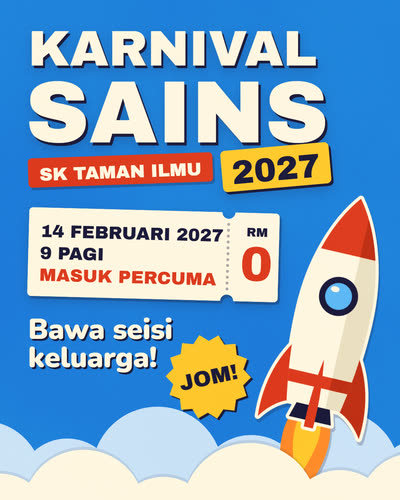 KARNIVAL
SAINS
SK TAMAN ILMU
2027
14 FEBRUARI 2027
9 PAGI
MASUK PERCUMA
RM
0
Bawa seisi
keluarga!
JOM!